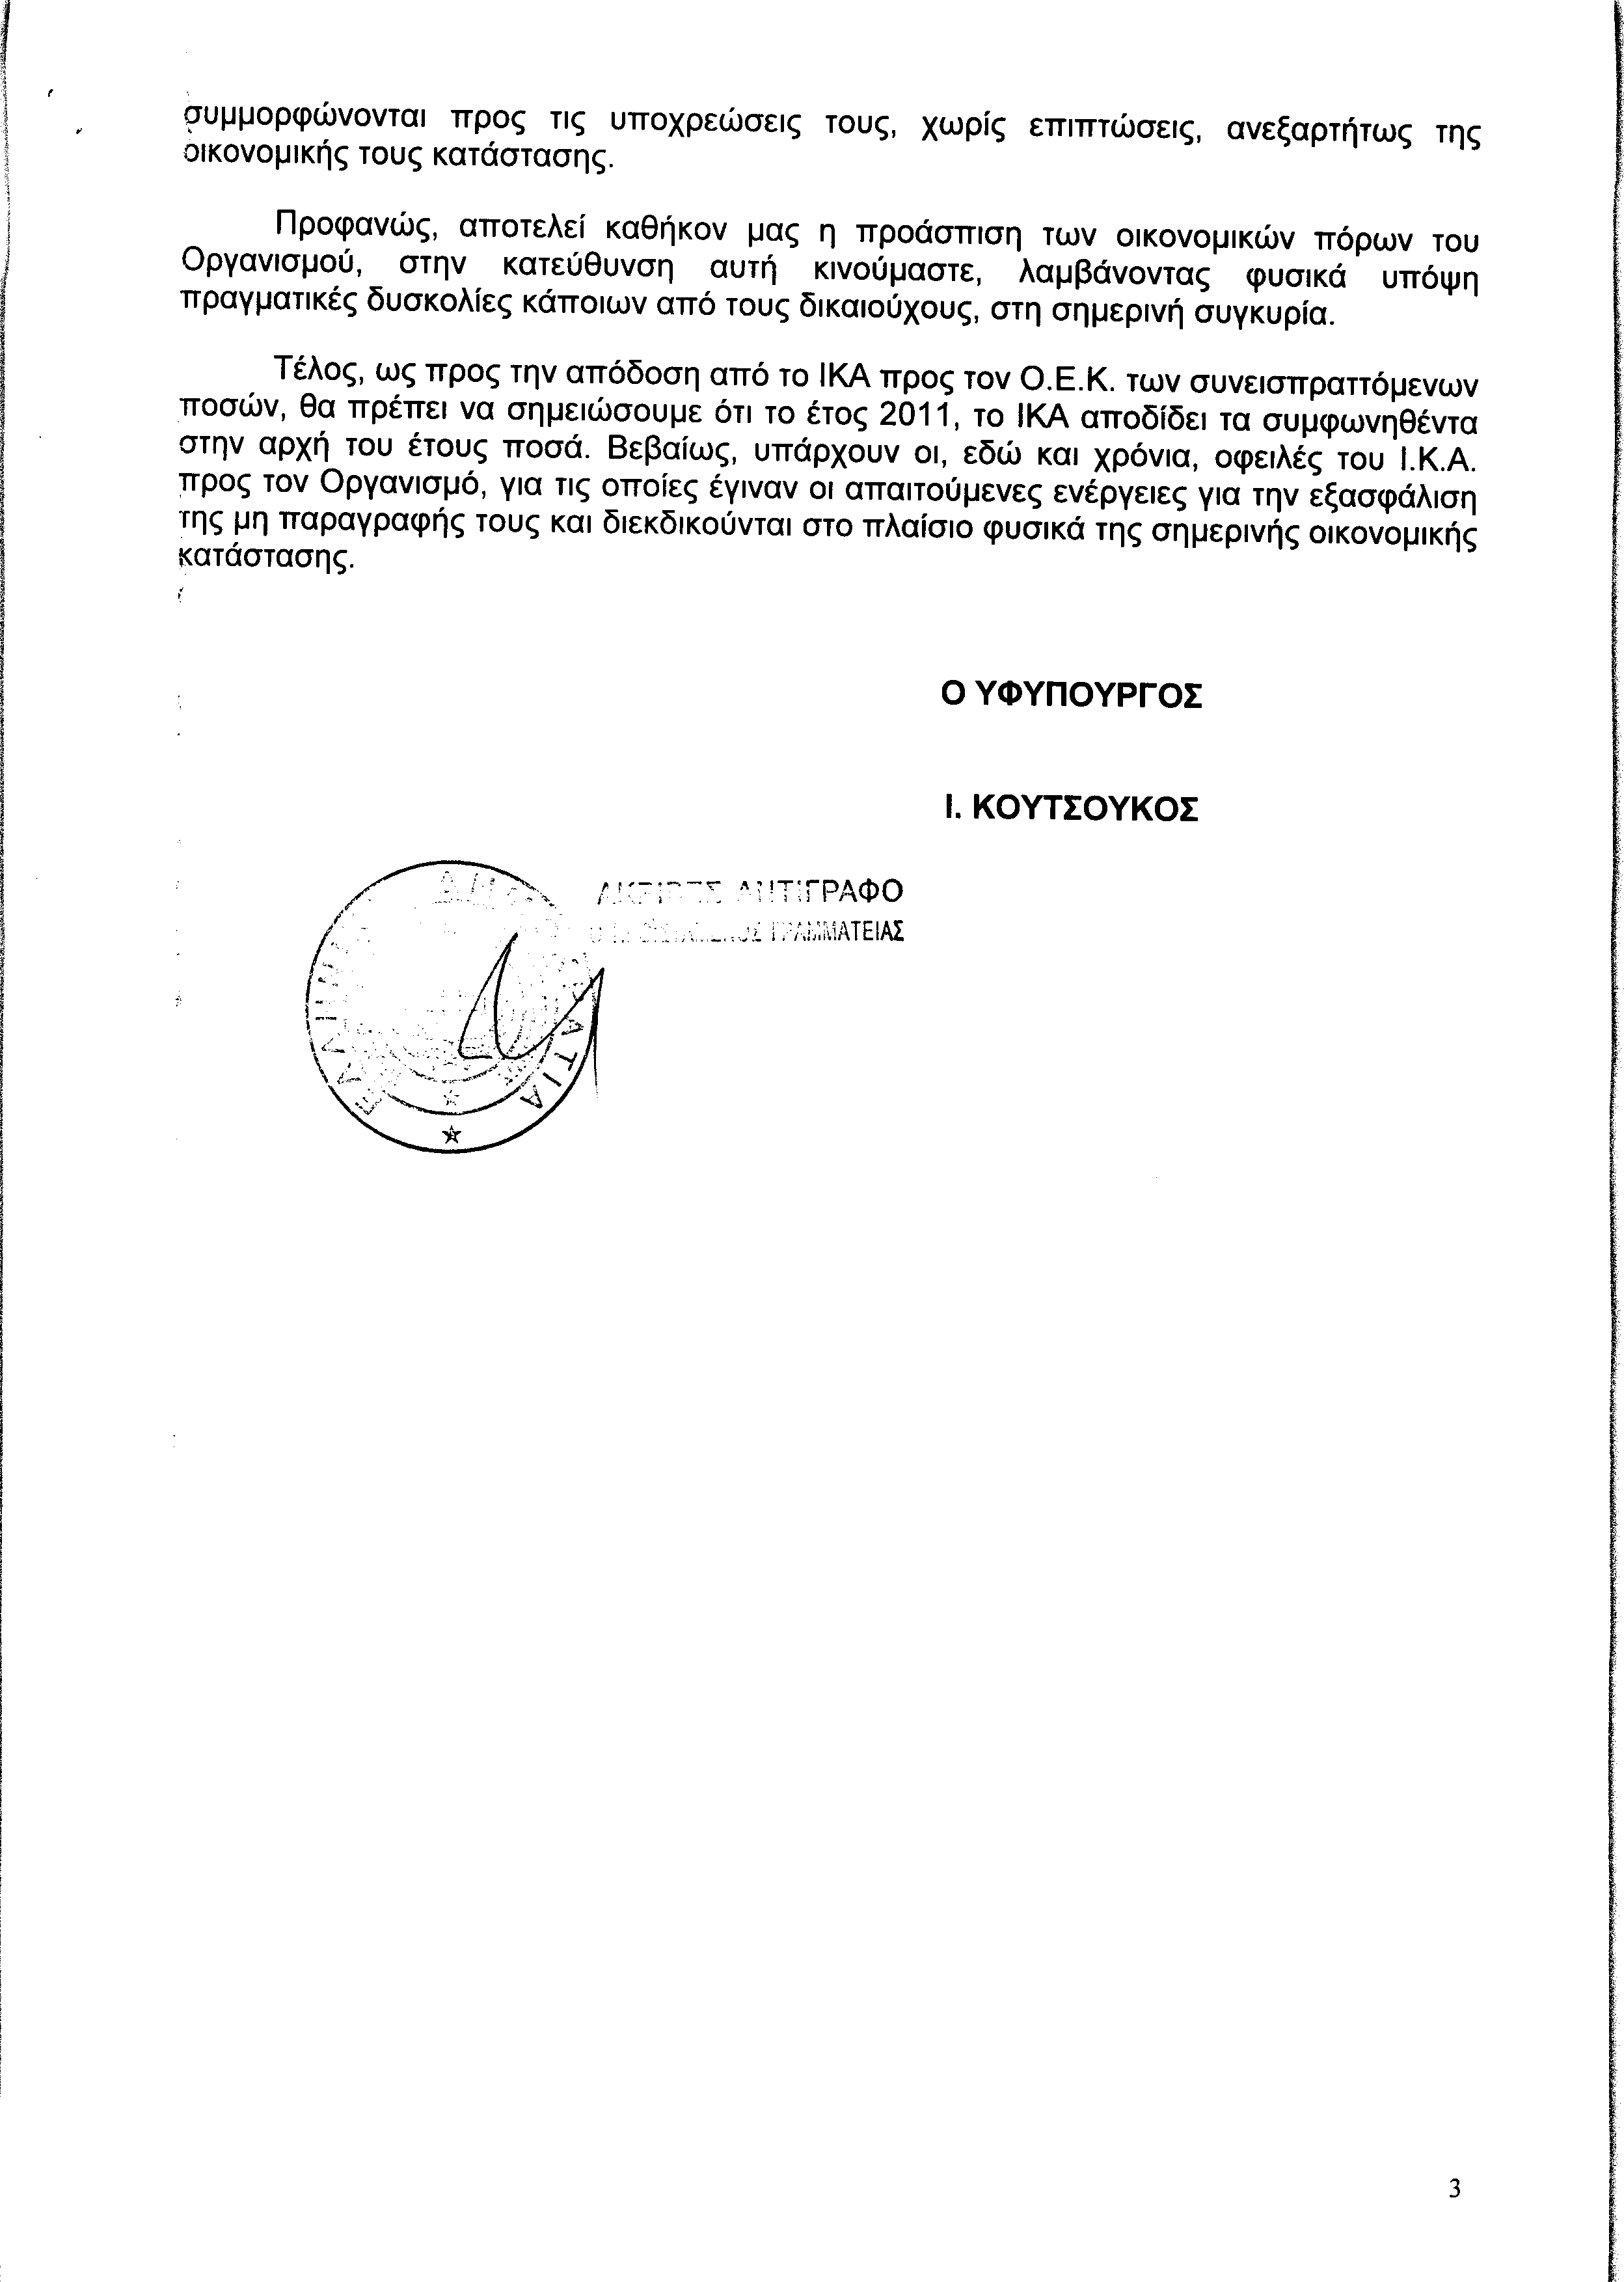 συμμορφώνονται προς τις υποχρεώσεις τους, χωρίς επιπτώσεις, ανεξαρτήτως της
οικονομικής τους κατάστασης.
Προφανώς, αποτελεί καθήκον μας η προάσπιση των οικονομικών πόρων του
Οργανισμού, στην κατεύθυνση αυτή κινούμαστε, λαμβάνοντας φυσικά υπόψη
πραγματικές δυσκολίες κάποιων από τους δικαιούχους, στη σημερινή συγκυρία.
Τέλος, ως προς την απόδοση από το ΙΚΑ προς τον Ο.Ε.Κ. των συνεισπραττόμενων
ποσών, θα πρέπει να σημειώσουμε ότι το έτος 2011, το ΙΚΑ αποδίδει τα συμφωνηθέντα
στην αρχή του έτους ποσά. Βεβαίως, υπάρχουν οι, εδώ και χρόνια, οφειλές του Ι.Κ.Α.
προς τον Οργανισμό, για τις οποίες έγιναν οι απαιτούμενες ενέργειες για την εξασφάλιση
της μη παραγραφής τους και διεκδικούνται στο πλαίσιο φυσικά της σημερινής οικονομικής
κατάστασης.
Ο ΥΦΥΠΟΥΡΓΟΣ
Ι. ΚΟΥΤΣΟΥΚΟΣ
ΑΚΡΙΒΕΣ ΑΝΤΙΓΡΑΦΟ
ΓΡΑΜΜΑΤΕΙΑΣ
3